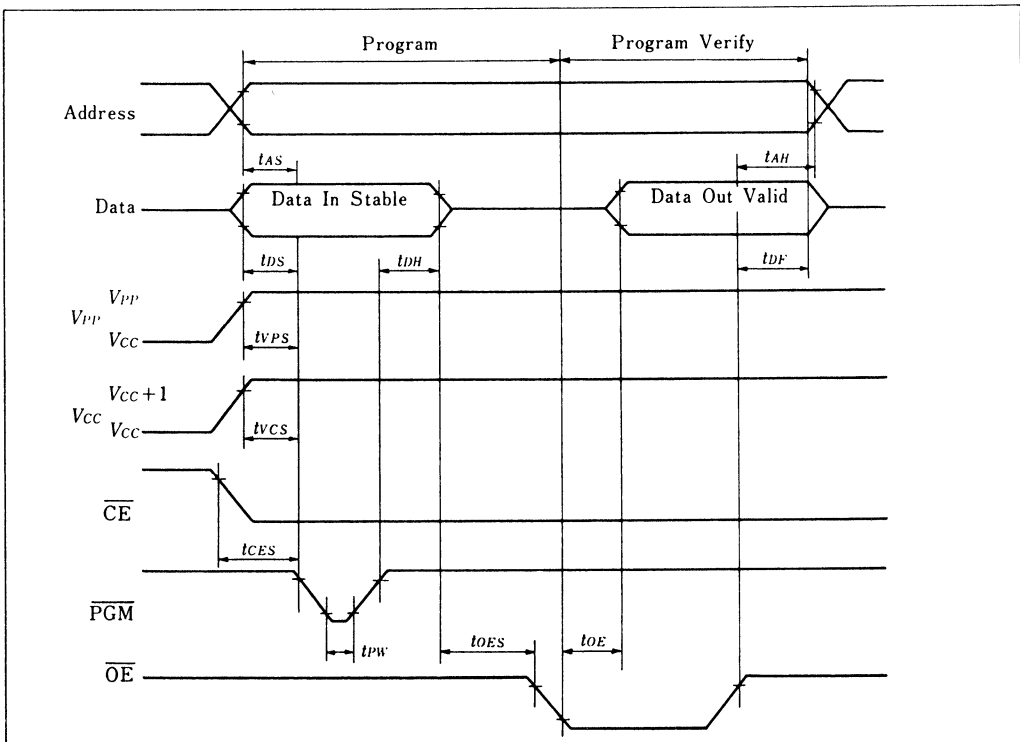 Program
Program Verify
Address
tAS
tAH
Data
Data In Stable
Data Out Valid
tDS
tDH
tDF
VPP
VPP
VCC
tVPS
VCC+1
VCC
VCC
tVCS
CE
tCES
PGM
tPW
tOES
tOE
OE